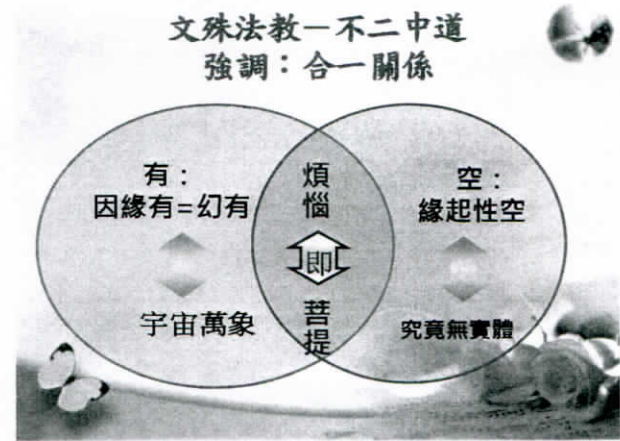 文殊法教－不二中道
強調：合一關係
有：
因緣有=幻有
宇宙萬象
煩惱
即
菩提
空：
緣起性空
究竟無實體